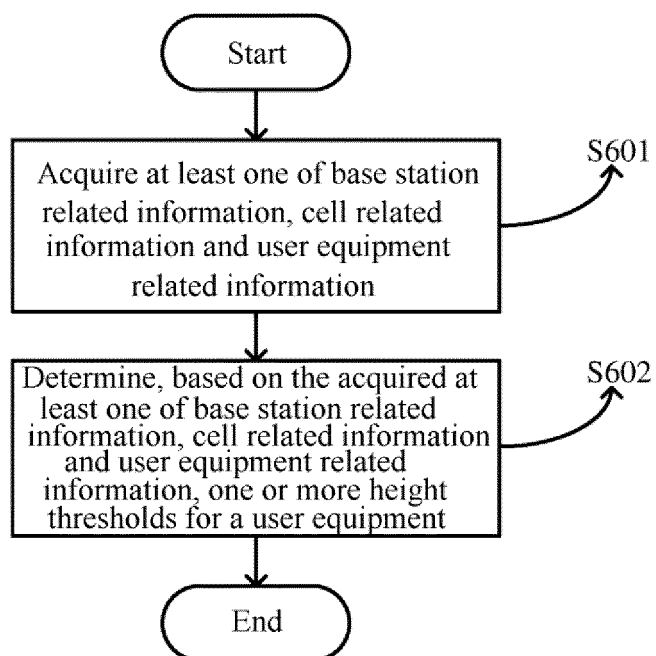 Start
Acquire at least one of base station
related information, cell related
information and user equipment
related information
S601
Determine, based on the acquired at
least one of base station related
information, cell related information
and user equipment related
information, one or more height
thresholds for a user equipment
S602
End